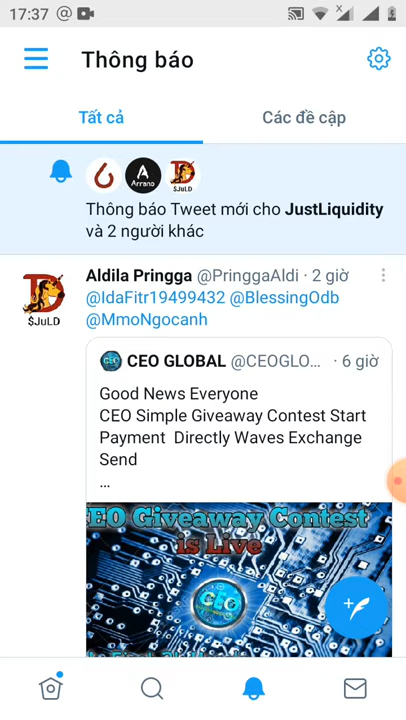 17:37
Thông báo
Tất cả
Các đề cập
Arrano
$JuLD
Thông báo Tweet mới cho JustLiquidity
và 2 người khác
Aldila Pringga @PringgaAldi · 2 giờ
@IdaFitr19499432 @BlessingOdb
@MmoNgocanh
$JuLD
CEO GLOBAL @CEOGLO... · 6 giờ
Good News Everyone
CEO Simple Giveaway Contest Start
Payment Directly Waves Exchange
Send
...
CEO Giveaway Contest
is Live
CEO